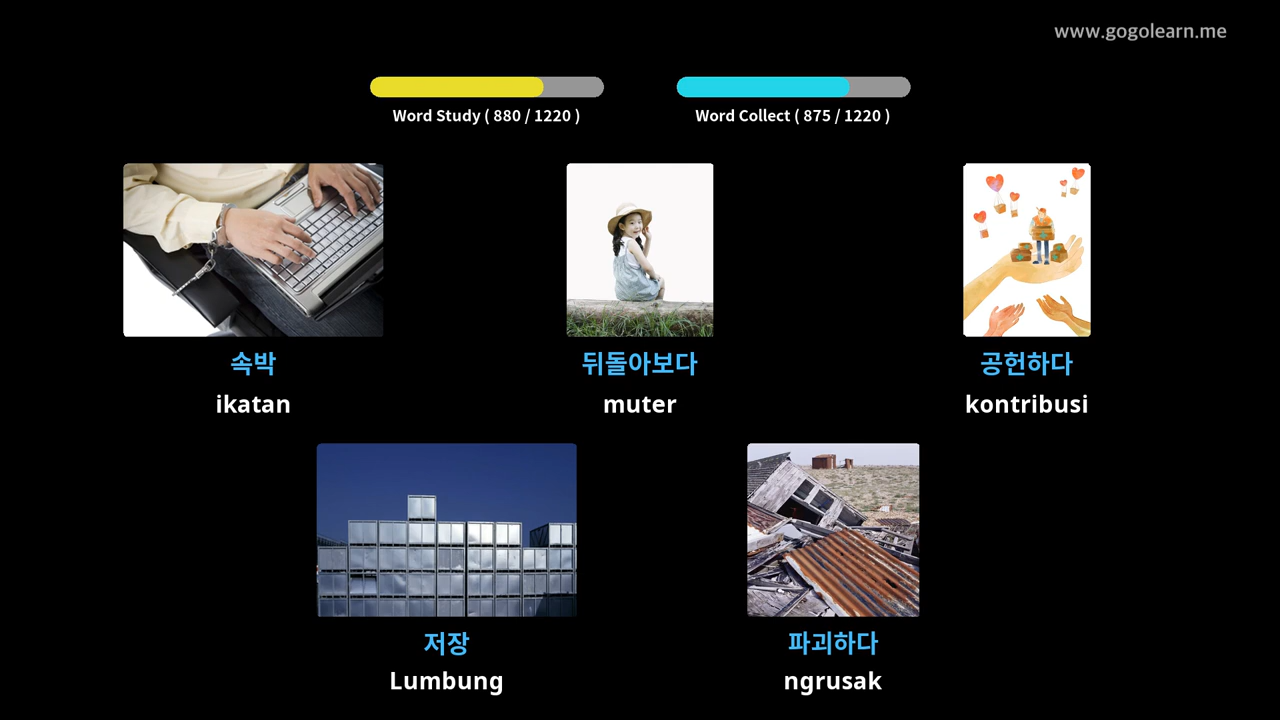 www.gogolearn.me
Word Study ( 880 / 1220 )
Word Collect ( 875 / 1220 )
속박
ikatan
뒤돌아보다
muter
공헌하다
kontribusi
저장
Lumbung
파괴하다
ngrusak